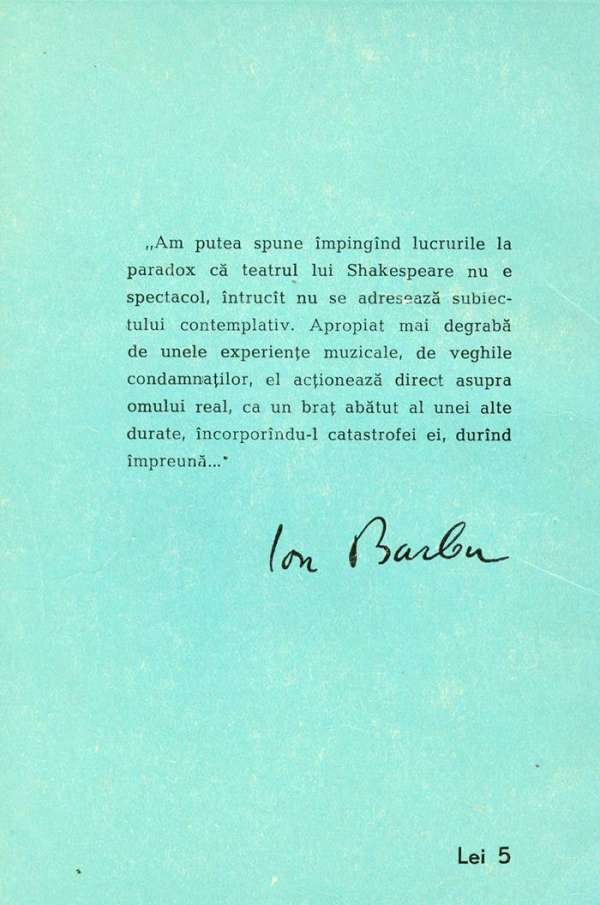 „Am putea spune împingînd lucrurile la
paradox că teatrul lui Shakespeare nu e
spectacol, întrucît nu se adresează subiec-
tului contemplativ. Apropiat mai degrabă
de unele experiențe muzicale, de veghile
condamnaților, el acționează direct asupra
omului real, ca un braț abătut al unei alte
durate, încorporîndu-l catastrofei ei, durînd
împreună..."
Ion Barbu
Lei 5